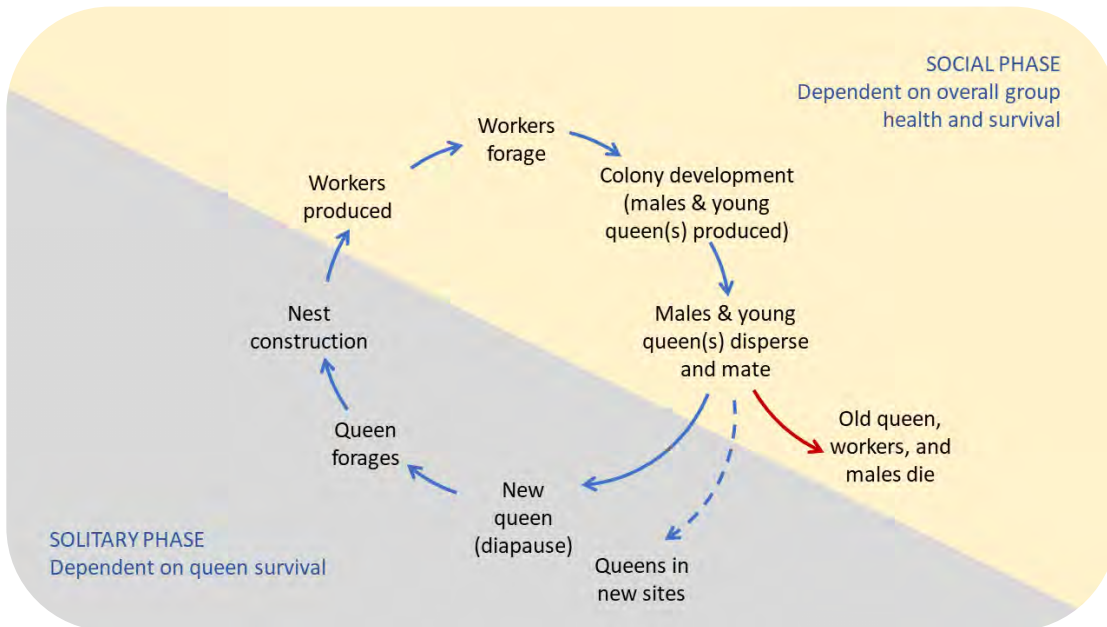 SOCIAL PHASE
Dependent on overall group
health and survival
Workers
forage
Colony development
(males & young
queen(s) produced)
Workers
produced
Males & young
queen(s) disperse
and mate
Nest
construction
Old queen,
workers, and
males die
Queen
forages
New
queen
(diapause)
Queens in
new sites
SOLITARY PHASE
Dependent on queen survival